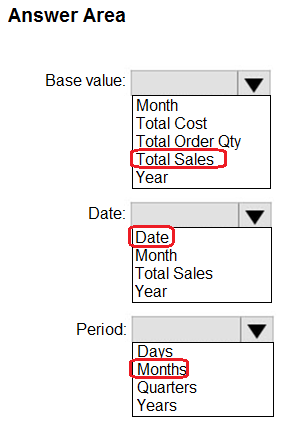 Answer Area
Base value:
Month
Total Cost
Total Order Qty
Total Sales
Year
Date:
Date
Month
Total Sales
Year
Period:
Days
Months
Quarters
Years